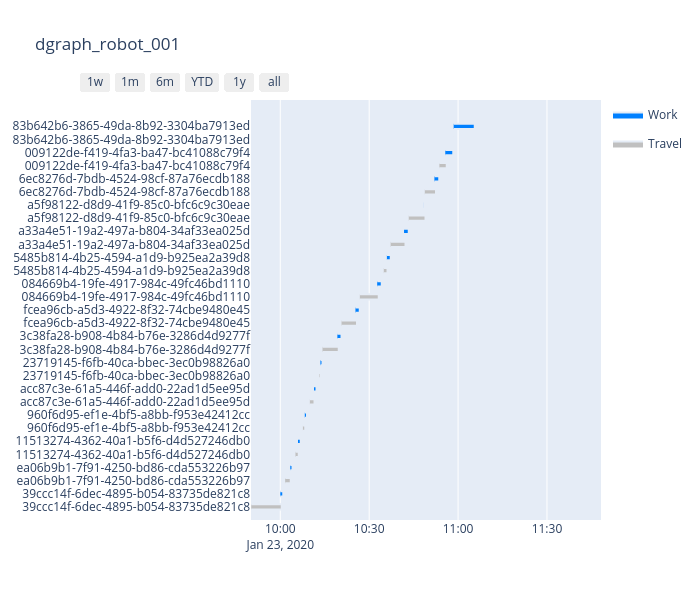 dgraph_robot_001
1w 1m 6m YTD 1y all
Work
Travel
83b642b6-3865-49da-8b92-3304ba7913ed
83b642b6-3865-49da-8b92-3304ba7913ed
009122de-f419-4fa3-ba47-bc41088c79f4
009122de-f419-4fa3-ba47-bc41088c79f4
6ec8276d-7bdb-4524-98cf-87a76ecdb188
6ec8276d-7bdb-4524-98cf-87a76ecdb188
a5f98122-d8d9-41f9-85c0-bfc6c9c30eae
a5f98122-d8d9-41f9-85c0-bfc6c9c30eae
a33a4e51-19a2-497a-b804-34af33ea025d
a33a4e51-19a2-497a-b804-34af33ea025d
5485b814-4b25-4594-a1d9-b925ea2a39d8
5485b814-4b25-4594-a1d9-b925ea2a39d8
084669b4-19fe-4917-984c-49fc46bd1110
084669b4-19fe-4917-984c-49fc46bd1110
fcea96cb-a5d3-4922-8f32-74cbe9480e45
fcea96cb-a5d3-4922-8f32-74cbe9480e45
3c38fa28-b908-4b84-b76e-3286d4d9277f
3c38fa28-b908-4b84-b76e-3286d4d9277f
23719145-f6fb-40ca-bbec-3ec0b98826a0
23719145-f6fb-40ca-bbec-3ec0b98826a0
acc87c3e-61a5-446f-add0-22ad1d5ee95d
acc87c3e-61a5-446f-add0-22ad1d5ee95d
960f6d95-ef1e-4bf5-a8bb-f953e42412cc
960f6d95-ef1e-4bf5-a8bb-f953e42412cc
11513274-4362-40a1-b5f6-d4d527246db0
11513274-4362-40a1-b5f6-d4d527246db0
ea06b9b1-7f91-4250-bd86-cda553226b97
ea06b9b1-7f91-4250-bd86-cda553226b97
39ccc14f-6dec-4895-b054-83735de821c8
39ccc14f-6dec-4895-b054-83735de821c8
10:00 10:30 11:00 11:30
Jan 23, 2020